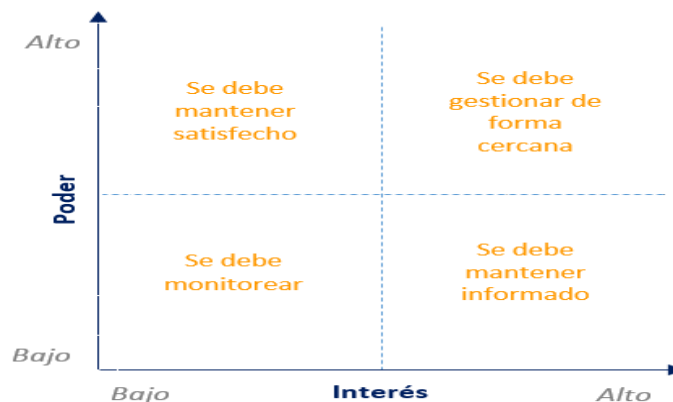 Alto
Se debe
mantener
satisfecho
Se debe
gestionar de
forma
cercana
Poder
Se debe
monitorear
Se debe
mantener
informado
Bajo
Bajo
Interés
Alto